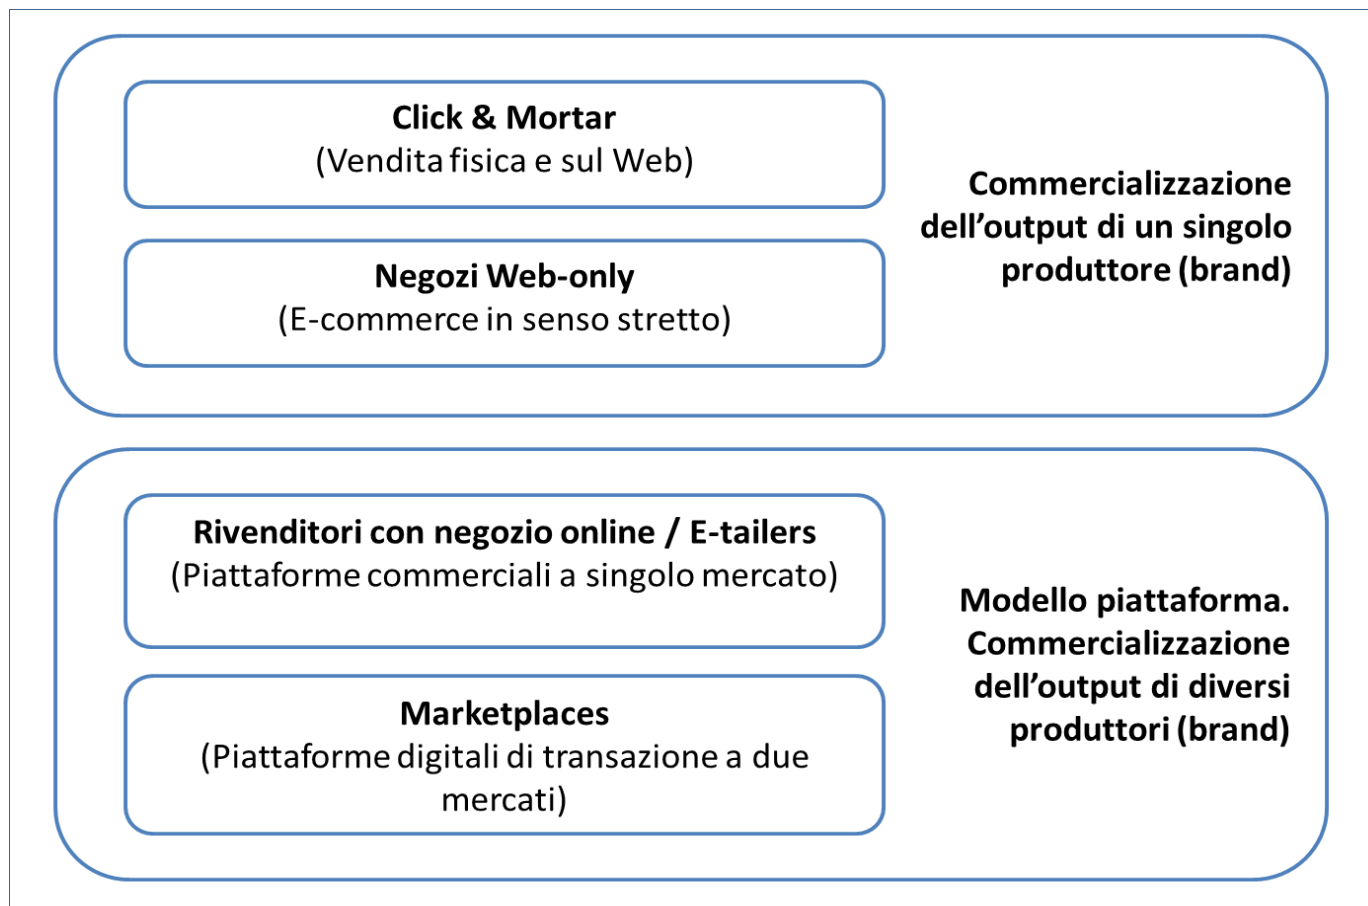 Click & Mortar
(Vendita fisica e sul Web)
Negozi Web-only
(E-commerce in senso stretto)
Commercializzazione
dell’output di un singolo
produttore (brand)
Rivenditori con negozio online / E-tailers
(Piattaforme commerciali a singolo mercato)
Marketplaces
(Piattaforme digitali di transazione a due
mercati)
Modello piattaforma.
Commercializzazione
dell’output di diversi
produttori (brand)